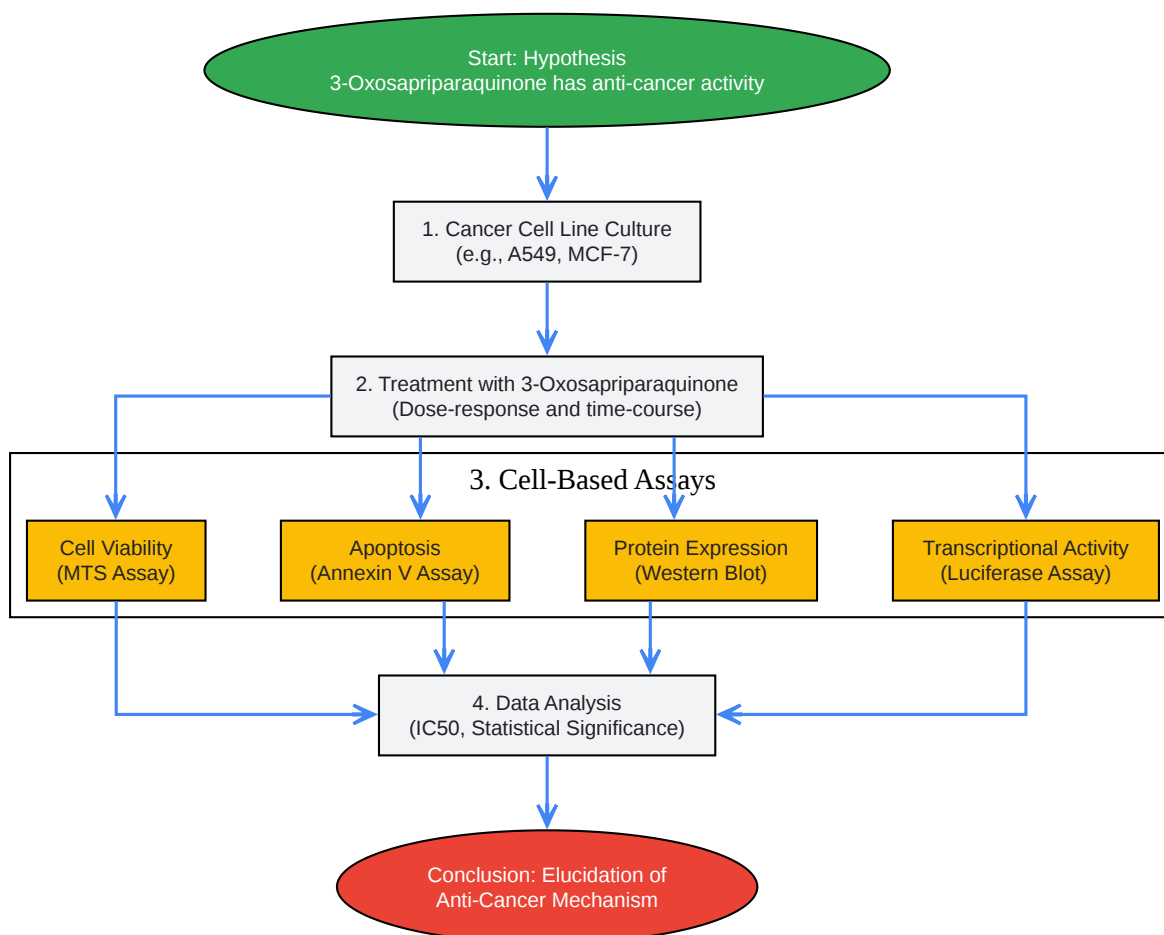 Start: Hypothesis
3-Oxosapriparaquinone has anti-cancer activity
1. Cancer Cell Line Culture
(e.g., A549, MCF-7)
2. Treatment with 3-Oxosapriparaquinone
(Dose-response and time-course)
3. Cell-Based Assays
Cell Viability
(MTS Assay)
Apoptosis
(Annexin V Assay)
Protein Expression
(Western Blot)
Transcriptional Activity
(Luciferase Assay)
4. Data Analysis
(IC50, Statistical Significance)
Conclusion: Elucidation of
Anti-Cancer Mechanism